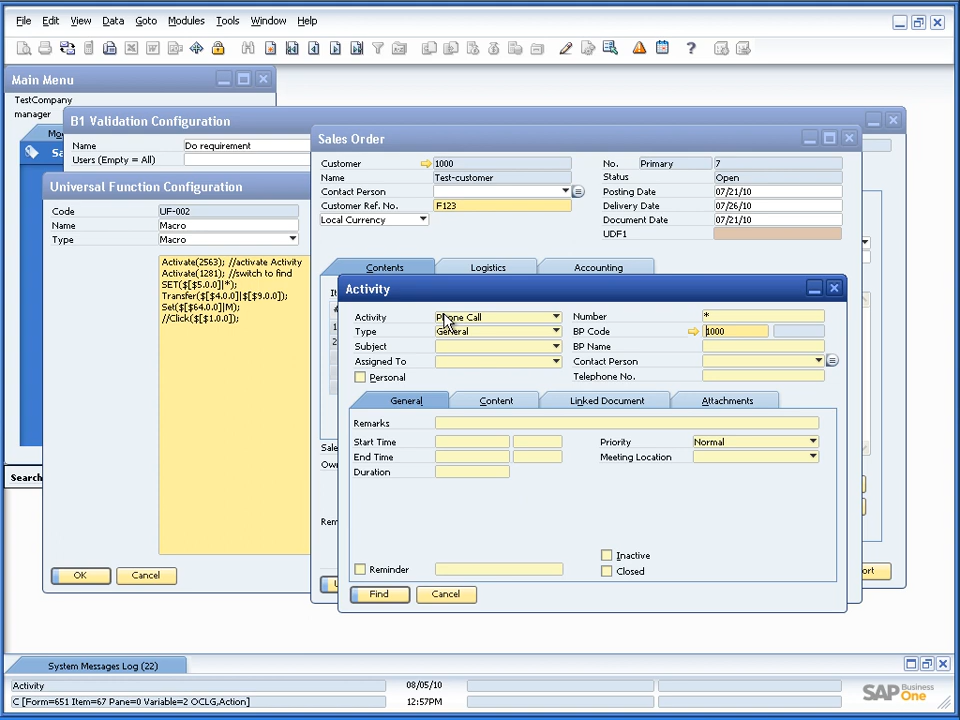 File Edit View Data Goto Modules Tools Window Help
Main Menu
TestCompany
manager
B1 Validation Configuration
Name Do requirement
Users (Empty = All)
Universal Function Configuration
Code UF-002
Name Macro
Type Macro
Activate(2563); //activate Activity
Activate(1281); //switch to find
SET($[$5.0.0]|*);
Transfer($[$4.0.0]|$[$9.0.0]);
Set($[$64.0.0]|M);
//Click($[$1.0.0]);
OK Cancel
Search
Sales Order
Customer 1000
Name Test-customer
Contact Person
Customer Ref. No. F123
Local Currency
No. Primary 7
Status Open
Posting Date 07/21/10
Delivery Date 07/26/10
Document Date 07/21/10
UDF1
Contents Logistics Accounting
Activity
Activity Phone Call
Type General
Subject
Assigned To
Personal
Number *
BP Code 1000
BP Name
Contact Person
Telephone No.
General Content Linked Document Attachments
Remarks
Start Time
End Time
Duration
Priority Normal
Meeting Location
Inactive
Reminder
Closed
Find Cancel
System Messages Log (22)
Activity 08/05/10
C [Form=651 Item=67 Pane=0 Variable=2 OCLG,Action] 12:57PM
SAP Business One